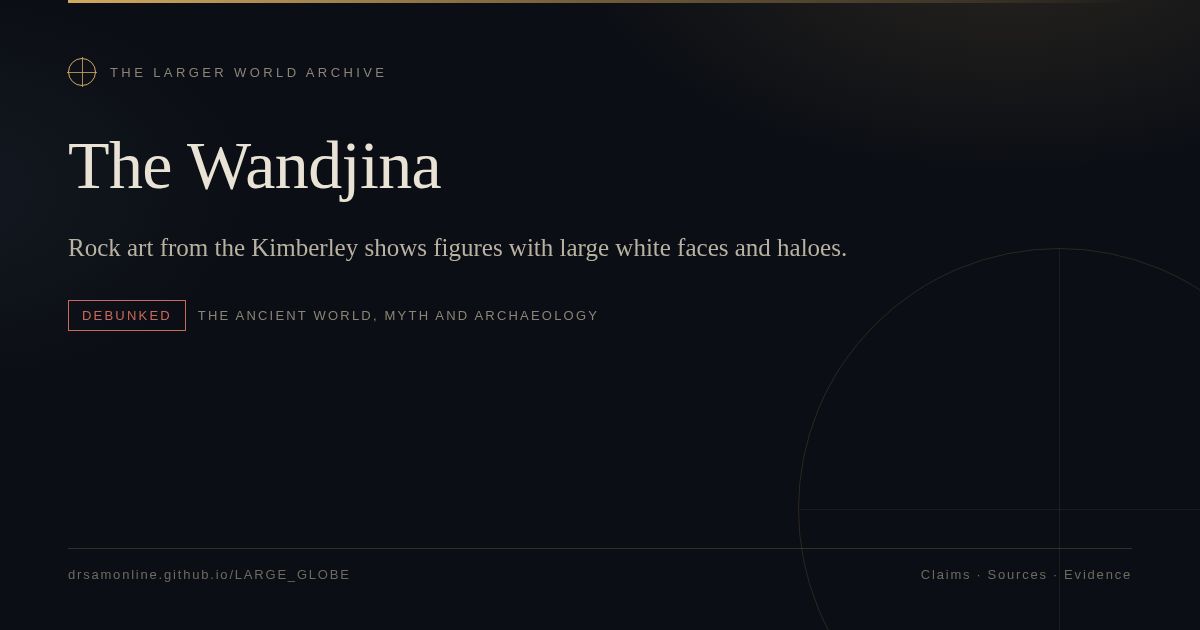 THE LARGER WORLD ARCHIVE
The Wandjina
Rock art from the Kimberley shows figures with large white faces and haloes.
DEBUNKED THE ANCIENT WORLD, MYTH AND ARCHAEOLOGY
drsamonline.github.io/LARGE_GLOBE Claims · Sources · Evidence